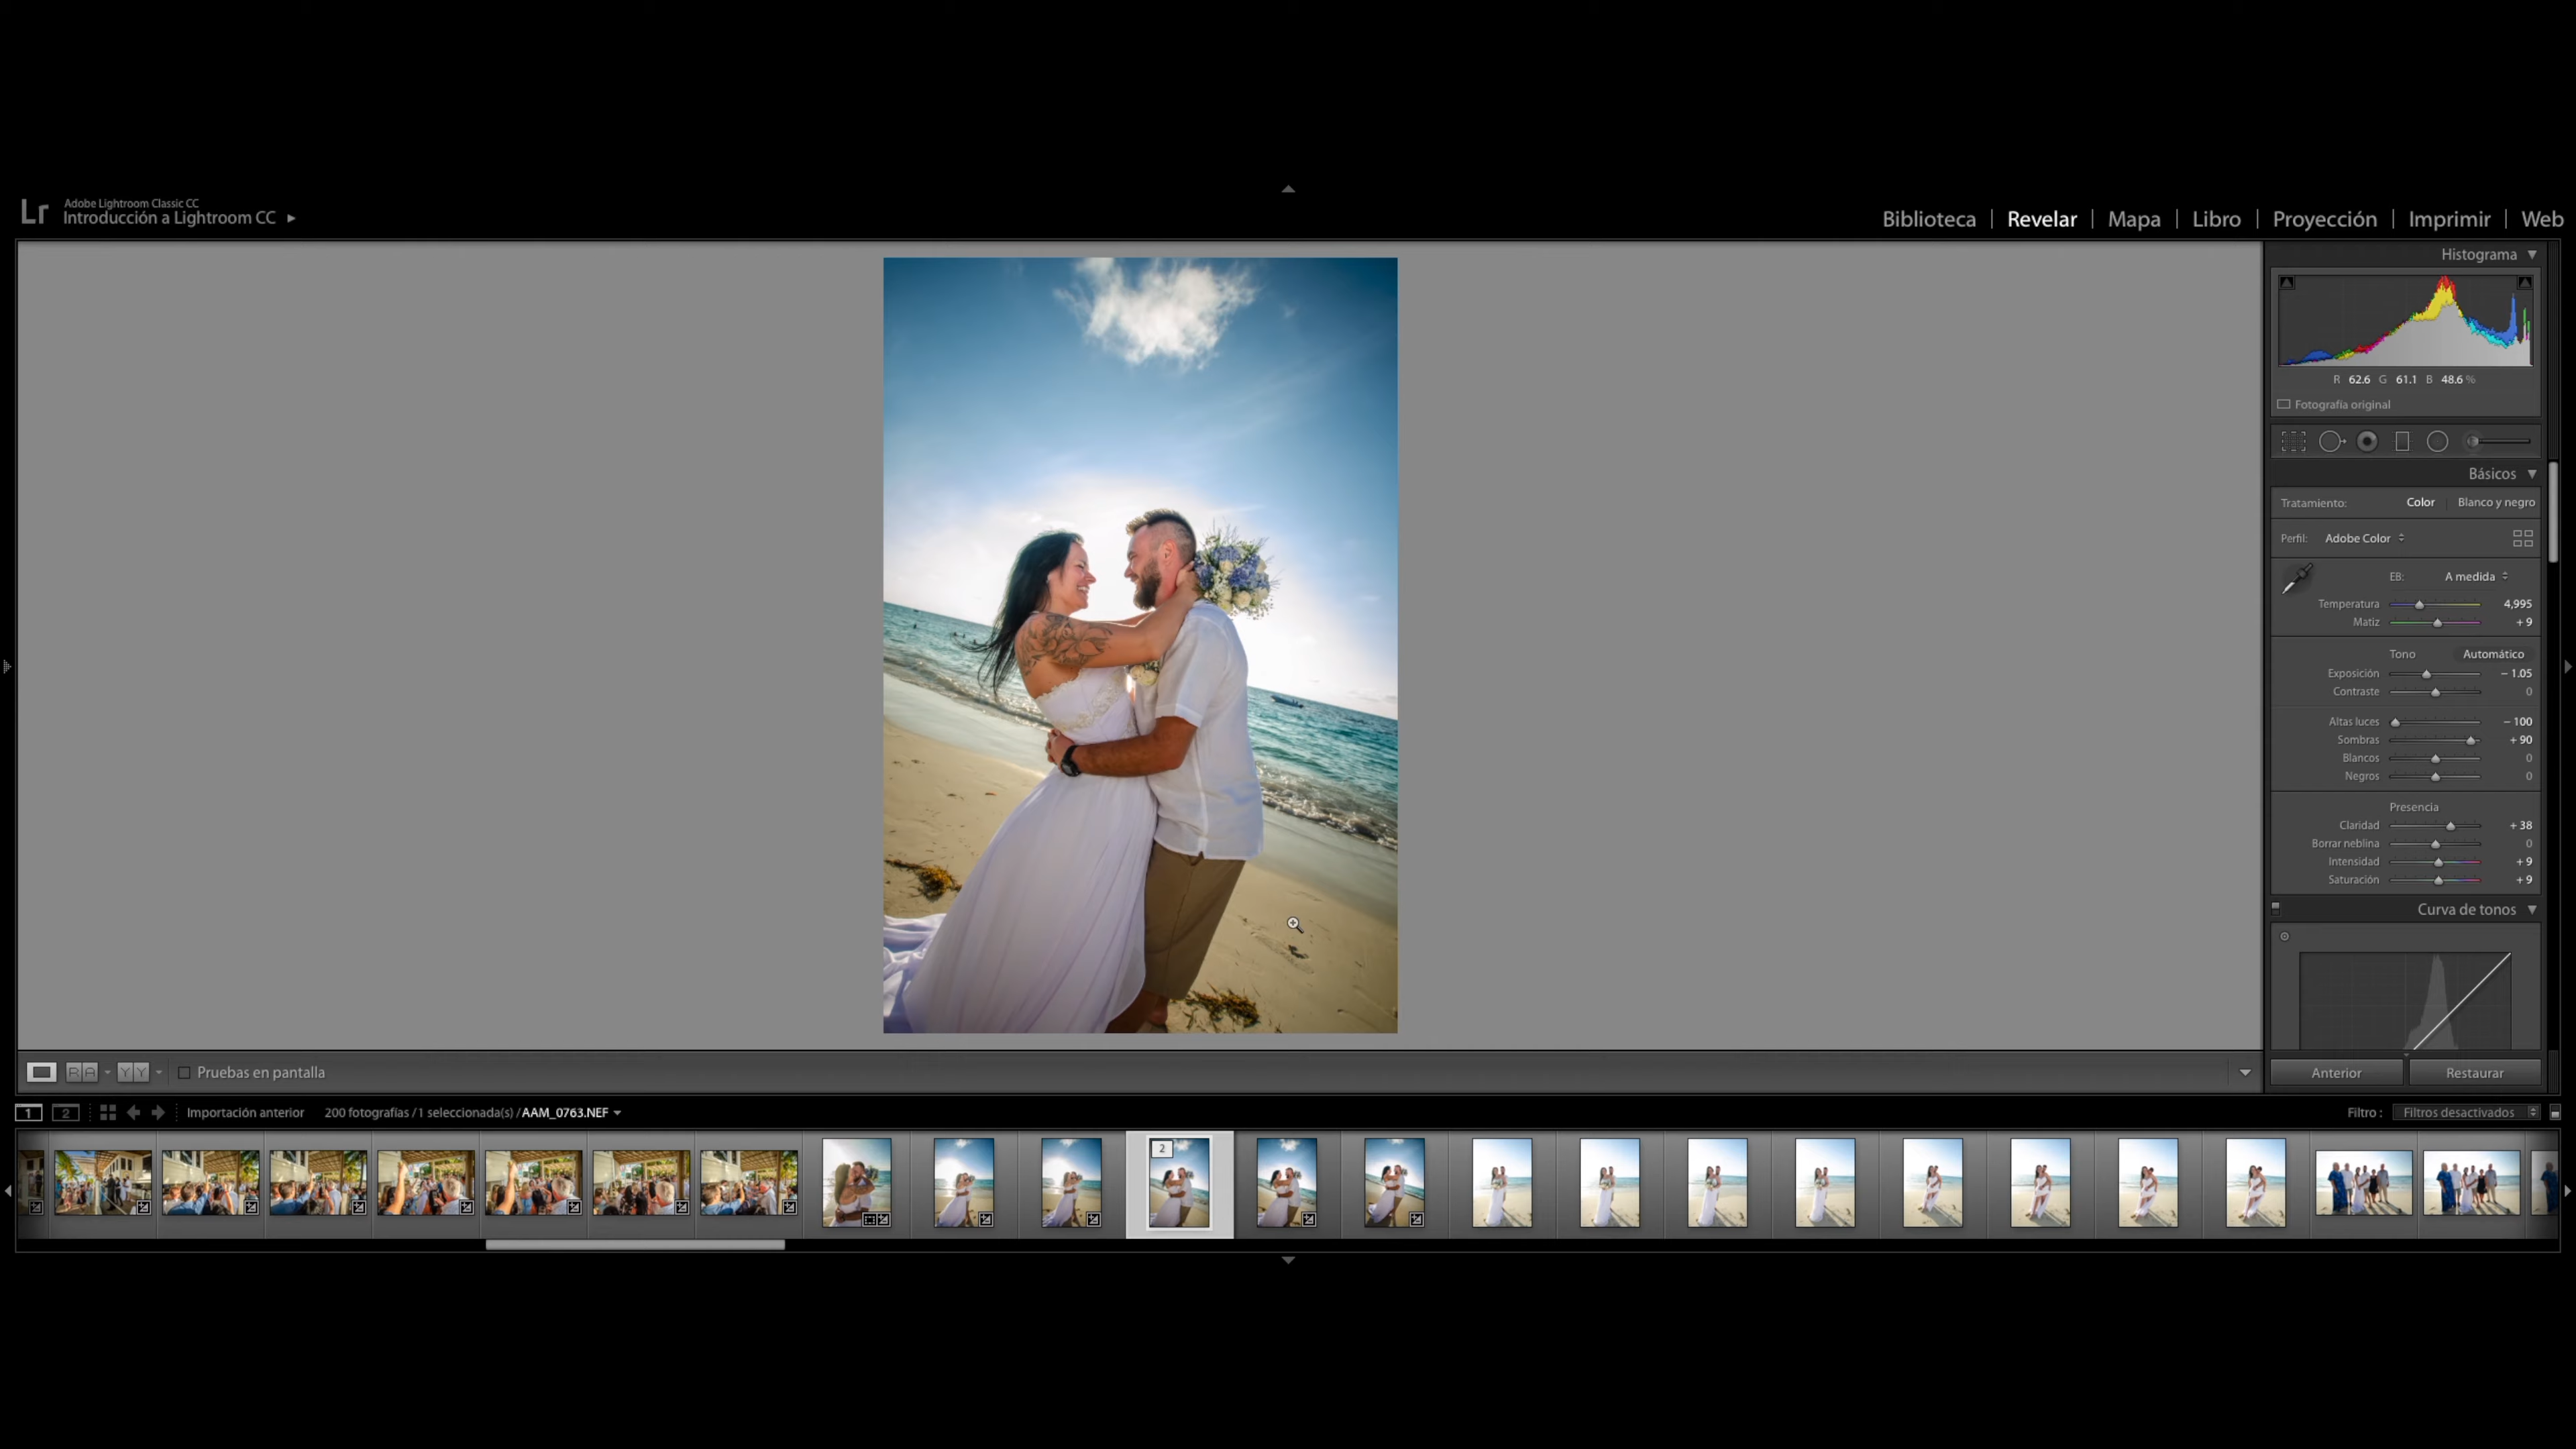 Lr
Adobe Lightroom Classic CC
Introducción a Lightroom CC
Biblioteca | Revelar | Mapa | Libro | Proyección | Imprimir | Web
Histograma
R 62.6 G 61.1 B 48.6 %
Fotografía original
Básicos
Tratamiento: Color Blanco y negro
Perfil: Adobe Color
EB: A medida
Temperatura 4,995
Matiz + 9
Tono Automático
Exposición − 1.05
Contraste 0
Altas luces − 100
Sombras + 90
Blancos 0
Negros 0
Presencia
Claridad + 38
Borrar neblina 0
Intensidad + 9
Saturación + 9
Curva de tonos
R A Y Y Pruebas en pantalla
Anterior Restaurar
1 2 Importación anterior 200 fotografías / 1 seleccionada(s) / AAM_0763.NEF
Filtro : Filtros desactivados
2